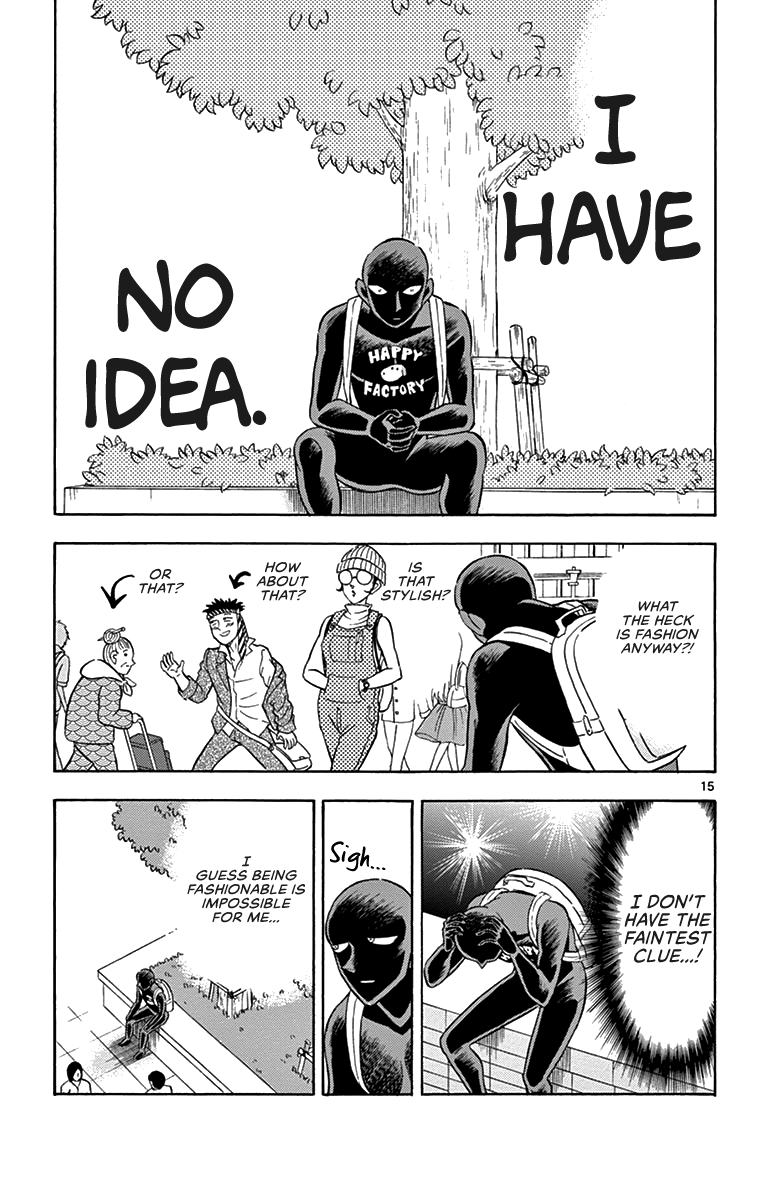 I
HAVE
NO
IDEA.
HAPPY
FACTORY
WHAT
THE HECK
IS FASHION
ANYWAY?!
IS
THAT
STYLISH?
HOW
ABOUT
THAT?
OR
THAT?
15
I DON'T
HAVE THE
FAINTEST
CLUE...!
Sigh...
I
GUESS BEING
FASHIONABLE IS
IMPOSSIBLE
FOR ME...